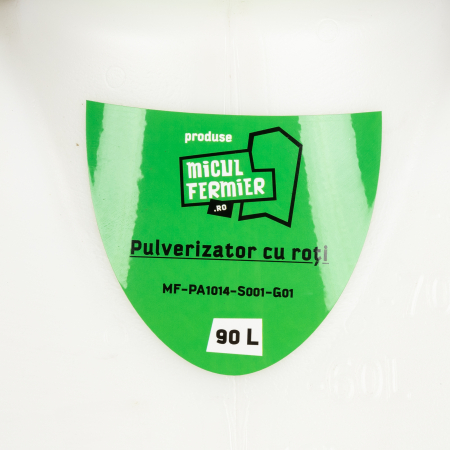 produse
MiCUL
FERMiER
.RO
Pulverizator cu roți
MF-PA1014-S001-G01
90 L